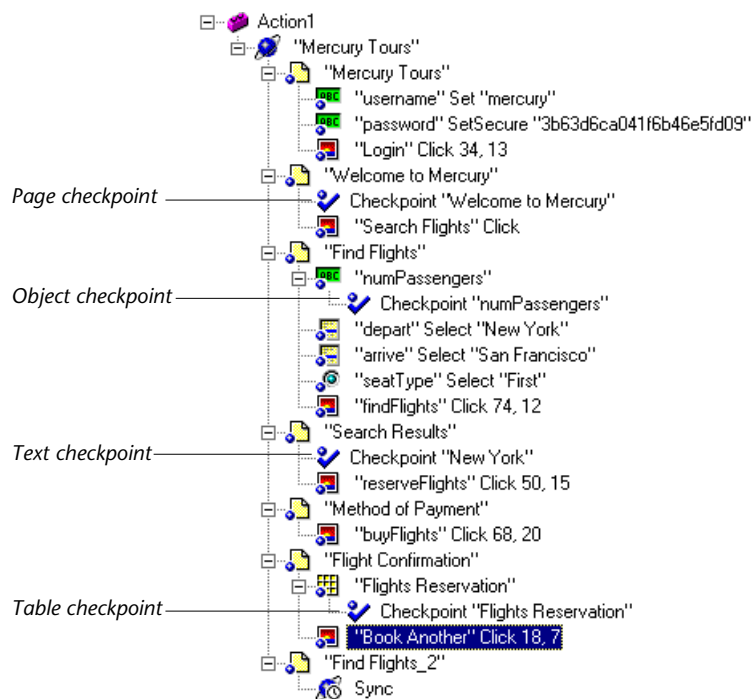 Action1
"Mercury Tours"
"Mercury Tours"
"username" Set "mercury"
"password" SetSecure "3b63d6ca041f6b46e5fd09"
"Login" Click 34, 13
"Welcome to Mercury"
Page checkpoint Checkpoint "Welcome to Mercury"
"Search Flights" Click
"Find Flights"
"numPassengers"
Object checkpoint Checkpoint "numPassengers"
"depart" Select "New York"
"arrive" Select "San Francisco"
"seatType" Select "First"
"findFlights" Click 74, 12
"Search Results"
Text checkpoint Checkpoint "New York"
"reserveFlights" Click 50, 15
"Method of Payment"
"buyFlights" Click 68, 20
"Flight Confirmation"
"Flights Reservation"
Table checkpoint Checkpoint "Flights Reservation"
"Book Another" Click 18, 7
"Find Flights_2"
Sync